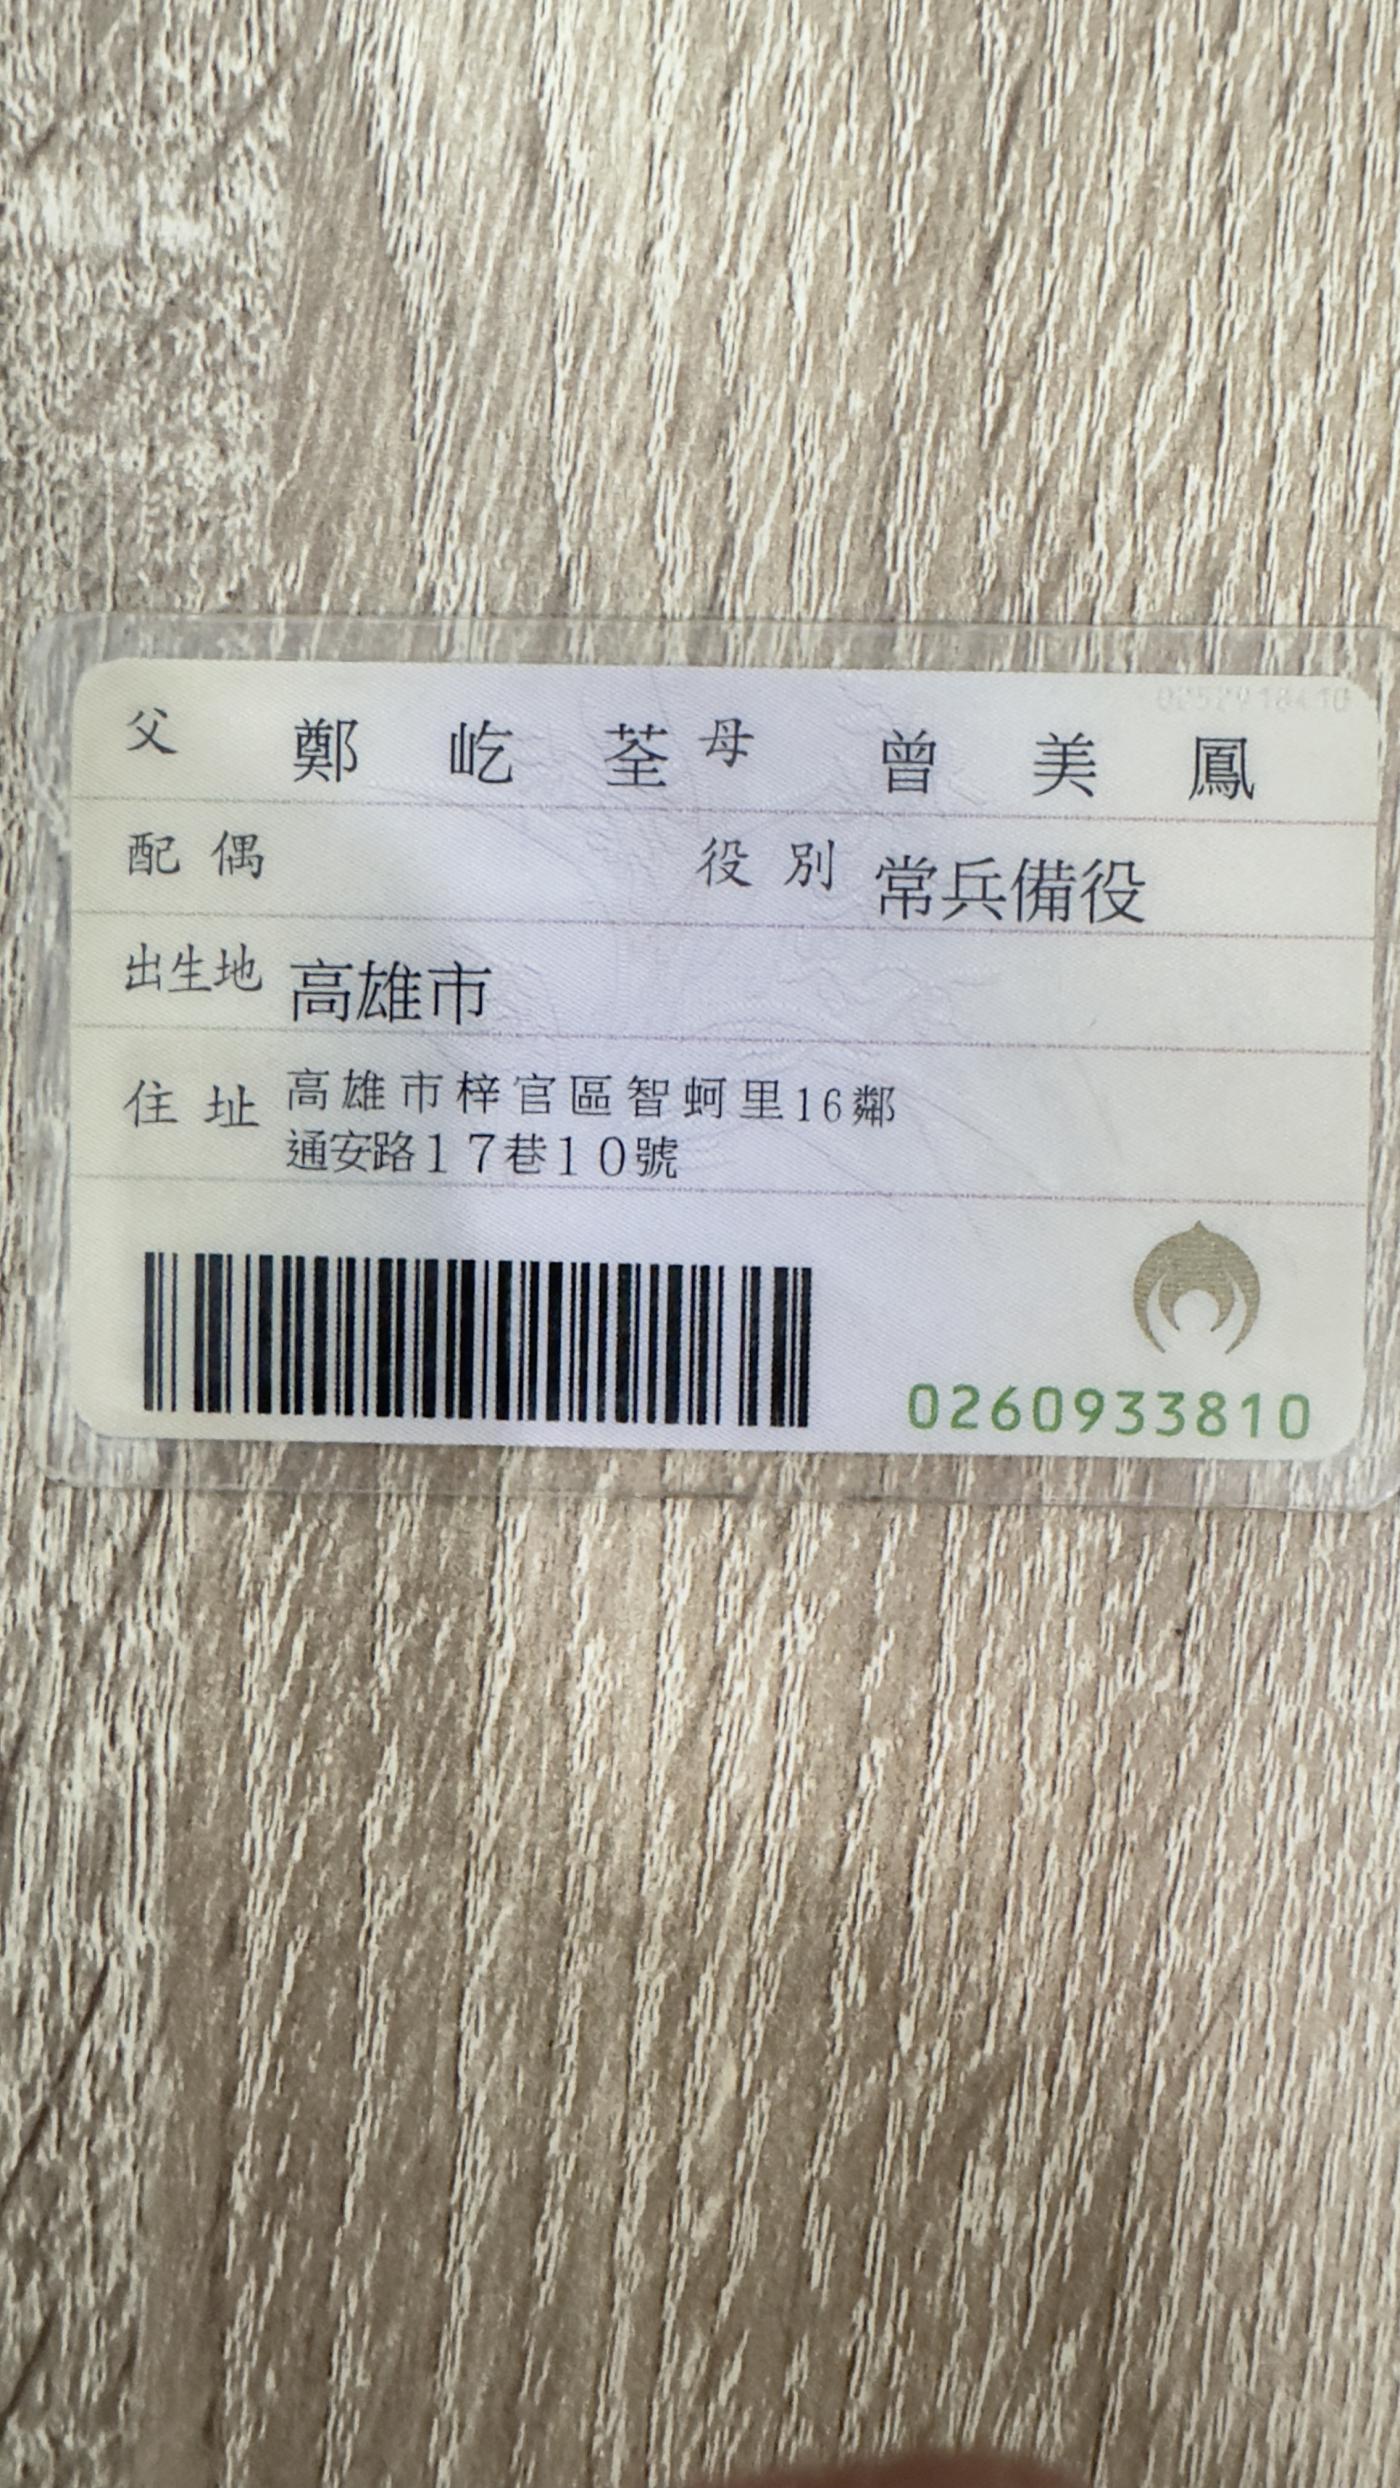 父 鄭屹荃 母 曾美鳳
配偶 役別 常兵備役
出生地 高雄市
住址 高雄市梓官區智蚵里16鄰
通安路17巷10號
0260933810